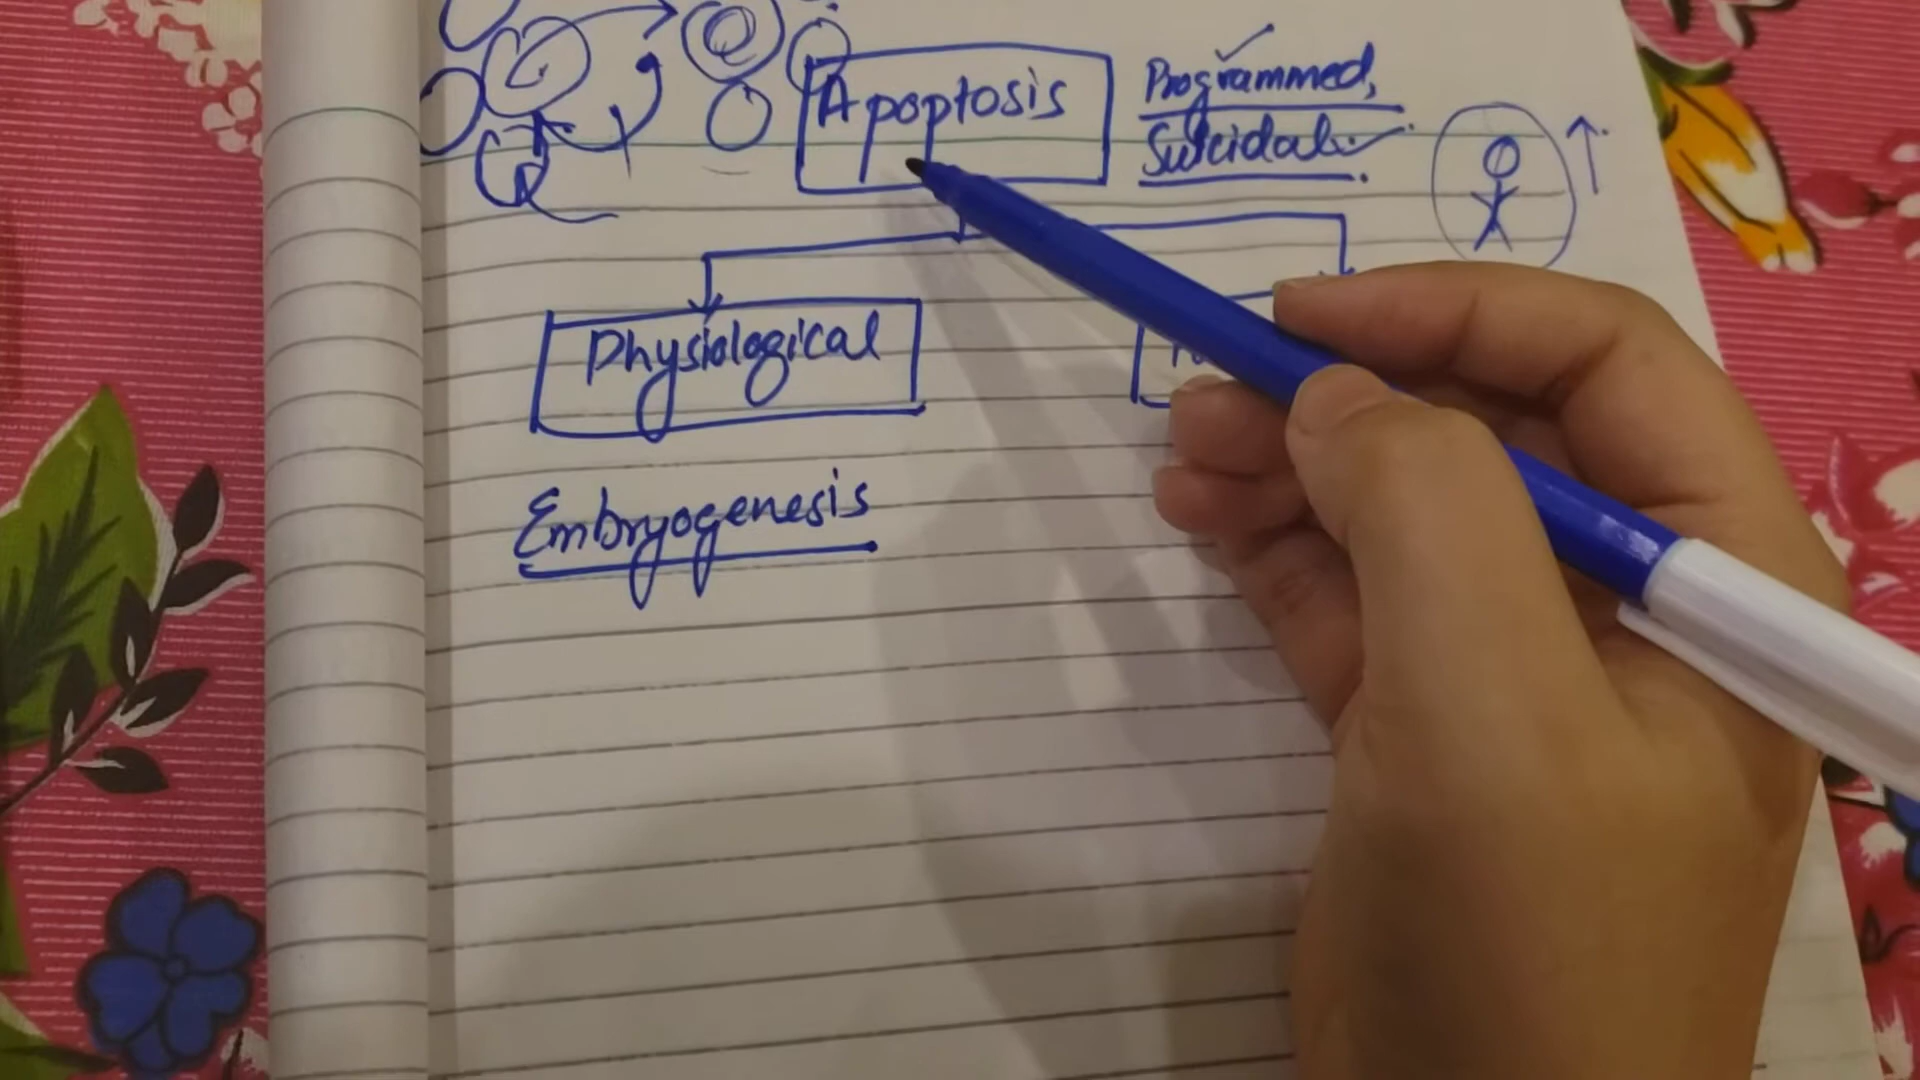 Apoptosis
Programmed,
Suicidal
Physiological
Embryogenesis